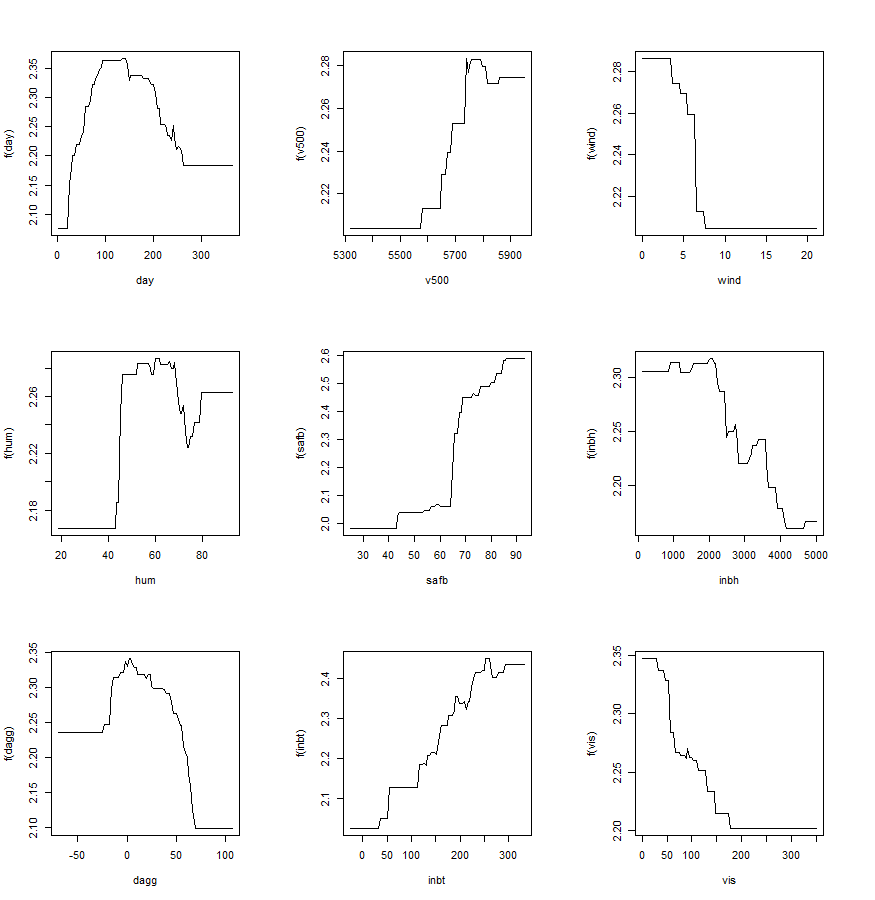 f(day)
2.10 2.15 2.20 2.25 2.30 2.35
0 100 200 300
day
f(v500)
2.22 2.24 2.26 2.28
5300 5500 5700 5900
v500
f(wind)
2.22 2.24 2.26 2.28
0 5 10 15 20
wind
f(hum)
2.18 2.22 2.26
20 40 60 80
hum
f(safb)
2.0 2.1 2.2 2.3 2.4 2.5 2.6
30 40 50 60 70 80 90
safb
f(inbh)
2.20 2.25 2.30
0 1000 2000 3000 4000 5000
inbh
f(dagg)
2.10 2.15 2.20 2.25 2.30 2.35
-50 0 50 100
dagg
f(inbt)
2.1 2.2 2.3 2.4
0 50 100 200 300
inbt
f(vis)
2.20 2.25 2.30 2.35
0 50 100 200 300
vis